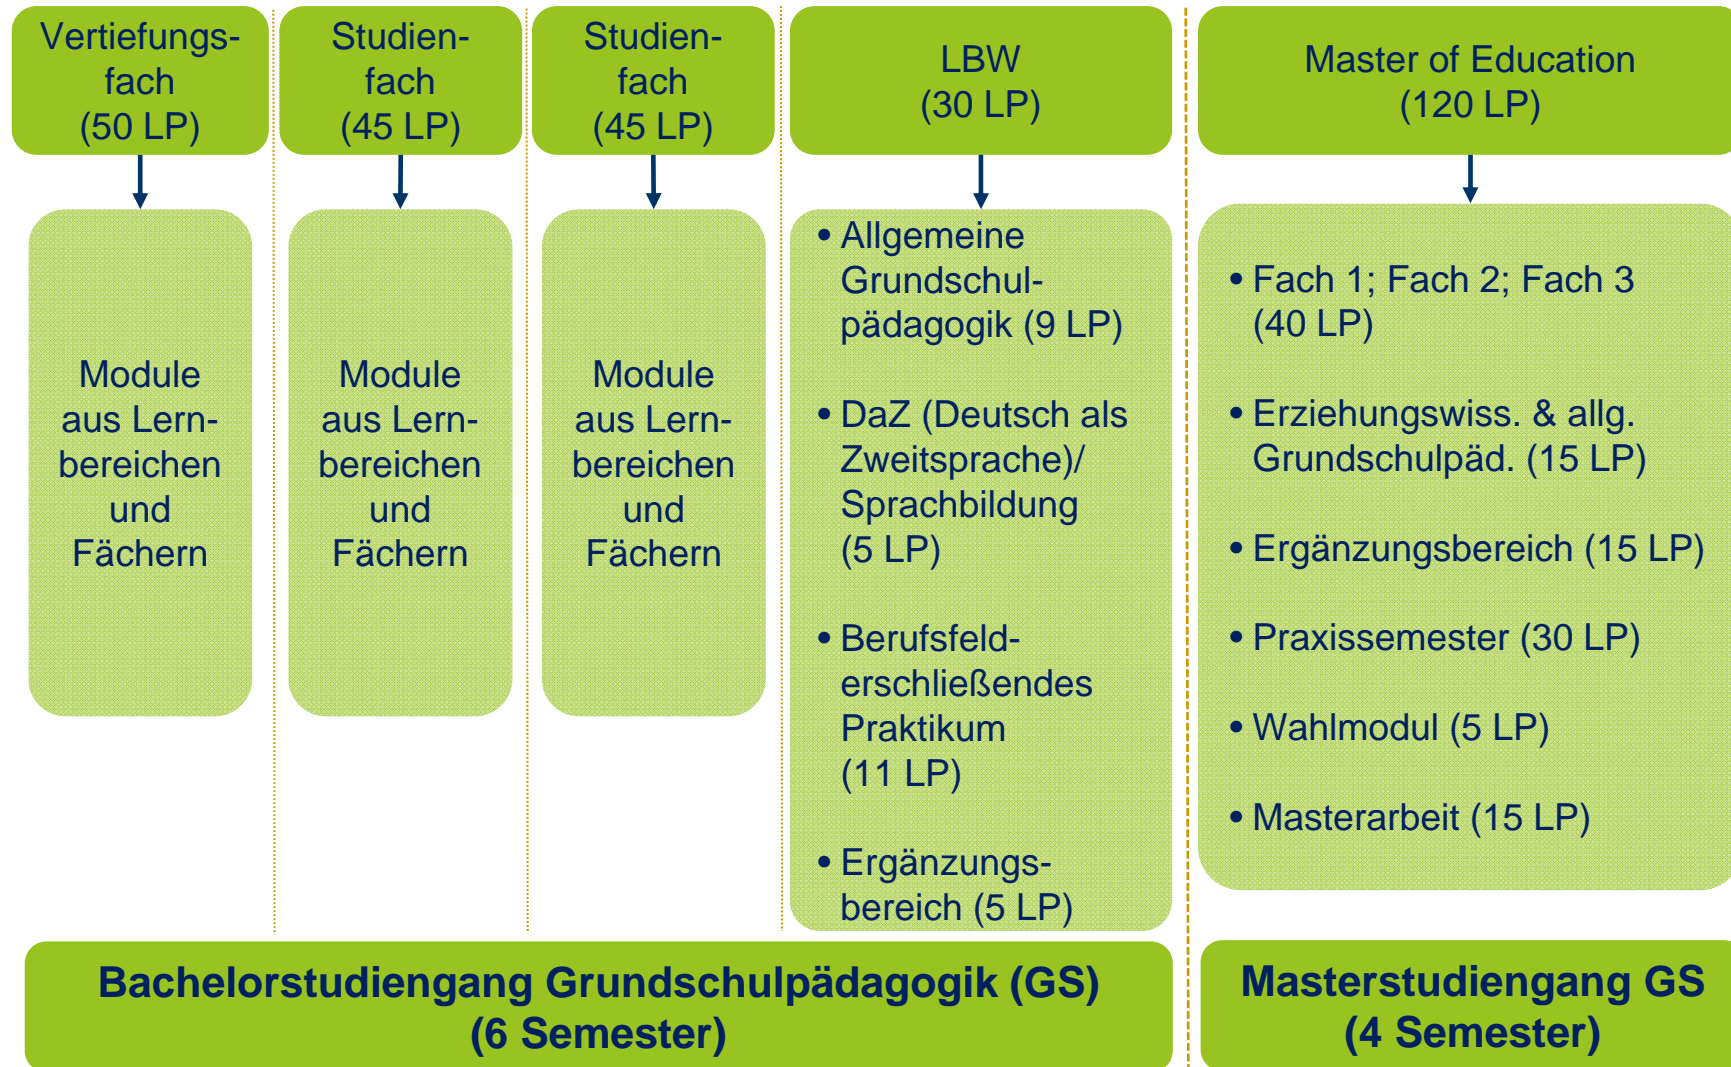 Vertiefungs-
fach
(50 LP)
Studien-
fach
(45 LP)
Studien-
fach
(45 LP)
LBW
(30 LP)
Master of Education
(120 LP)
Module
aus Lern-
bereichen
und
Fächern
Module
aus Lern-
bereichen
und
Fächern
Module
aus Lern-
bereichen
und
Fächern
• Allgemeine
Grundschul-
pädagogik (9 LP)
• DaZ (Deutsch als
Zweitsprache)/
Sprachbildung
(5 LP)
• Berufsfeld-
erschließendes
Praktikum
(11 LP)
• Ergänzungs-
bereich (5 LP)
• Fach 1; Fach 2; Fach 3
(40 LP)
• Erziehungswiss. & allg.
Grundschulpäd. (15 LP)
• Ergänzungsbereich (15 LP)
• Praxissemester (30 LP)
• Wahlmodul (5 LP)
• Masterarbeit (15 LP)
Bachelorstudiengang Grundschulpädagogik (GS)
(6 Semester)
Masterstudiengang GS
(4 Semester)